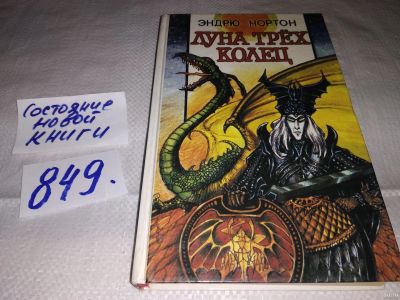 Состояние
новой
книги
849.
ЭНДРЮ НОРТОН
ЛУНА ТРЁХ
КОЛЕЦ